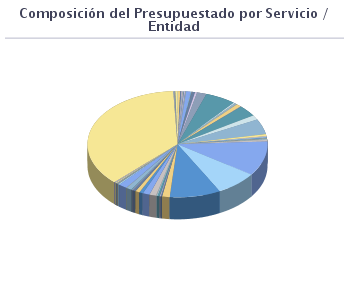 Composición del Presupuestado por Servicio /
Entidad